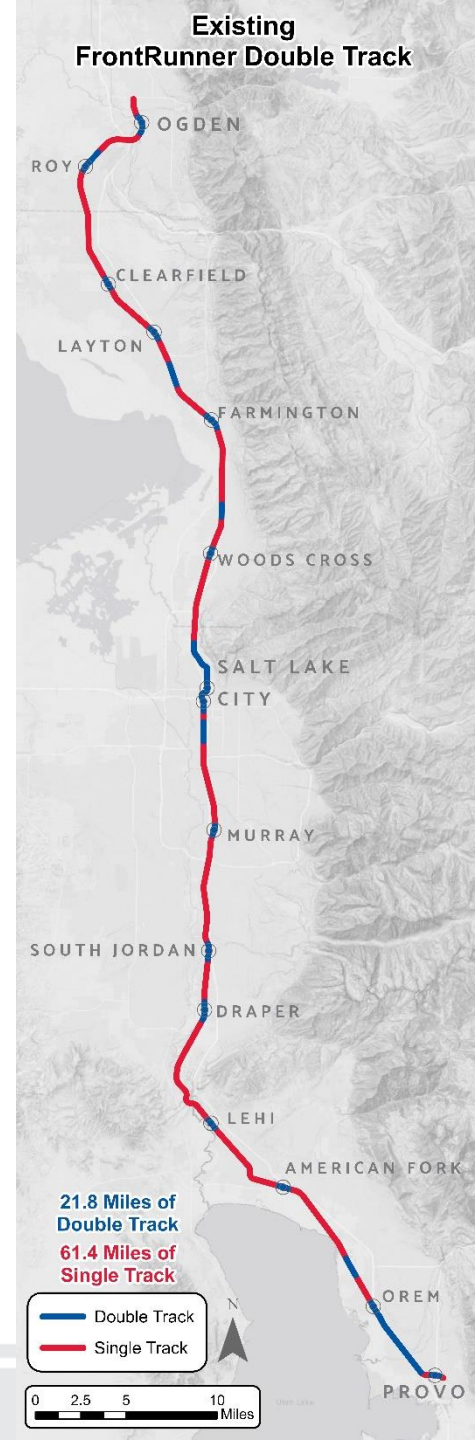 Existing
FrontRunner Double Track
OGDEN
ROY
CLEARFIELD
LAYTON
FARMINGTON
WOODS CROSS
SALT LAKE
CITY
MURRAY
SOUTH JORDAN
DRAPER
LEHI
AMERICAN FORK
21.8 Miles of
Double Track
61.4 Miles of
Single Track
OREM
N
Double Track
Single Track
PROVO
0 2.5 5 10
Miles
Utah Lake